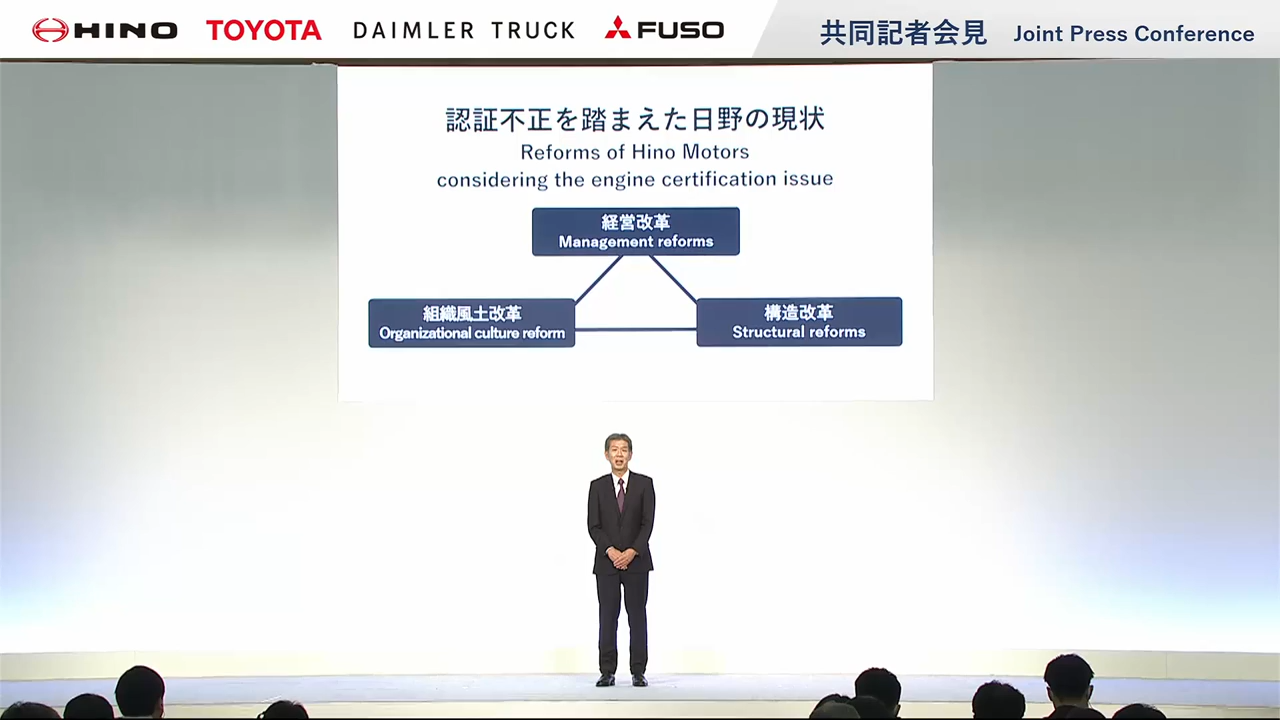 HINO
TOYOTA
DAIMLER TRUCK
FUSO
共同記者会見 Joint Press Conference
認証不正を踏まえた日野の現状
Reforms of Hino Motors
considering the engine certification issue
経営改革
Management reforms
組織風土改革
Organizational culture reform
構造改革
Structural reforms